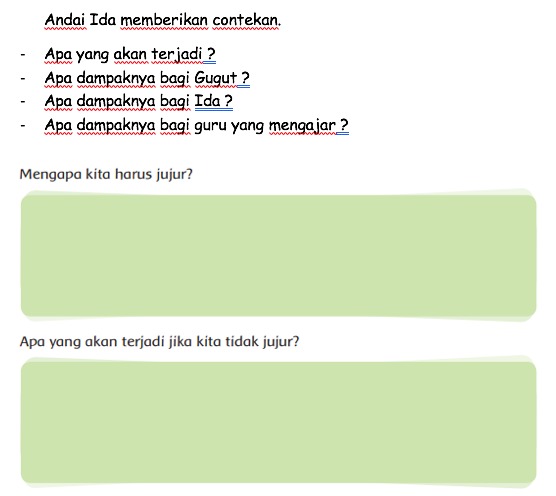 Andai Ida memberikan contekan.
- Apa yang akan terjadi ?
- Apa dampaknya bagi Gugut ?
- Apa dampaknya bagi Ida ?
- Apa dampaknya bagi guru yang mengajar ?
Mengapa kita harus jujur?
Apa yang akan terjadi jika kita tidak jujur?